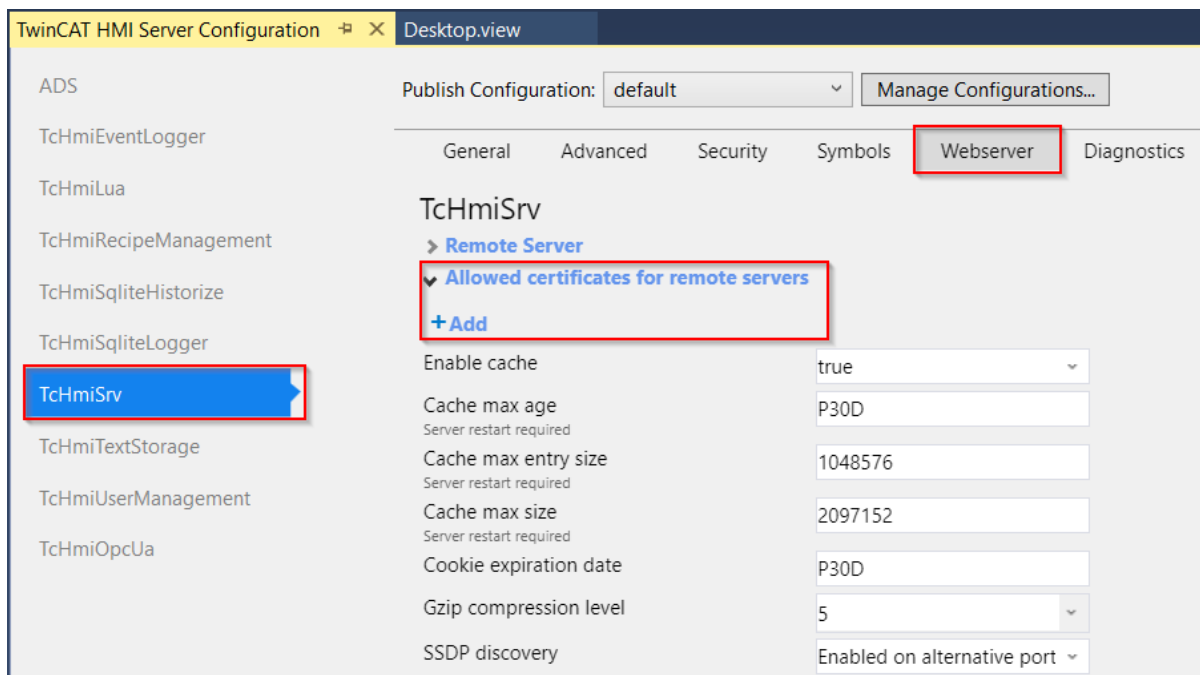 TwinCAT HMI Server Configuration
Desktop.view
ADS
TcHmiEventLogger
TcHmiLua
TcHmiRecipeManagement
TcHmiSqliteHistorize
TcHmiSqliteLogger
TcHmiSrv
TcHmiTextStorage
TcHmiUserManagement
TcHmiOpcUa
Publish Configuration: default Manage Configurations...
General Advanced Security Symbols Webserver Diagnostics
TcHmiSrv
Remote Server
Allowed certificates for remote servers
+ Add
Enable cache true
Cache max age P30D
Server restart required
Cache max entry size 1048576
Server restart required
Cache max size 2097152
Server restart required
Cookie expiration date P30D
Gzip compression level 5
SSDP discovery Enabled on alternative port